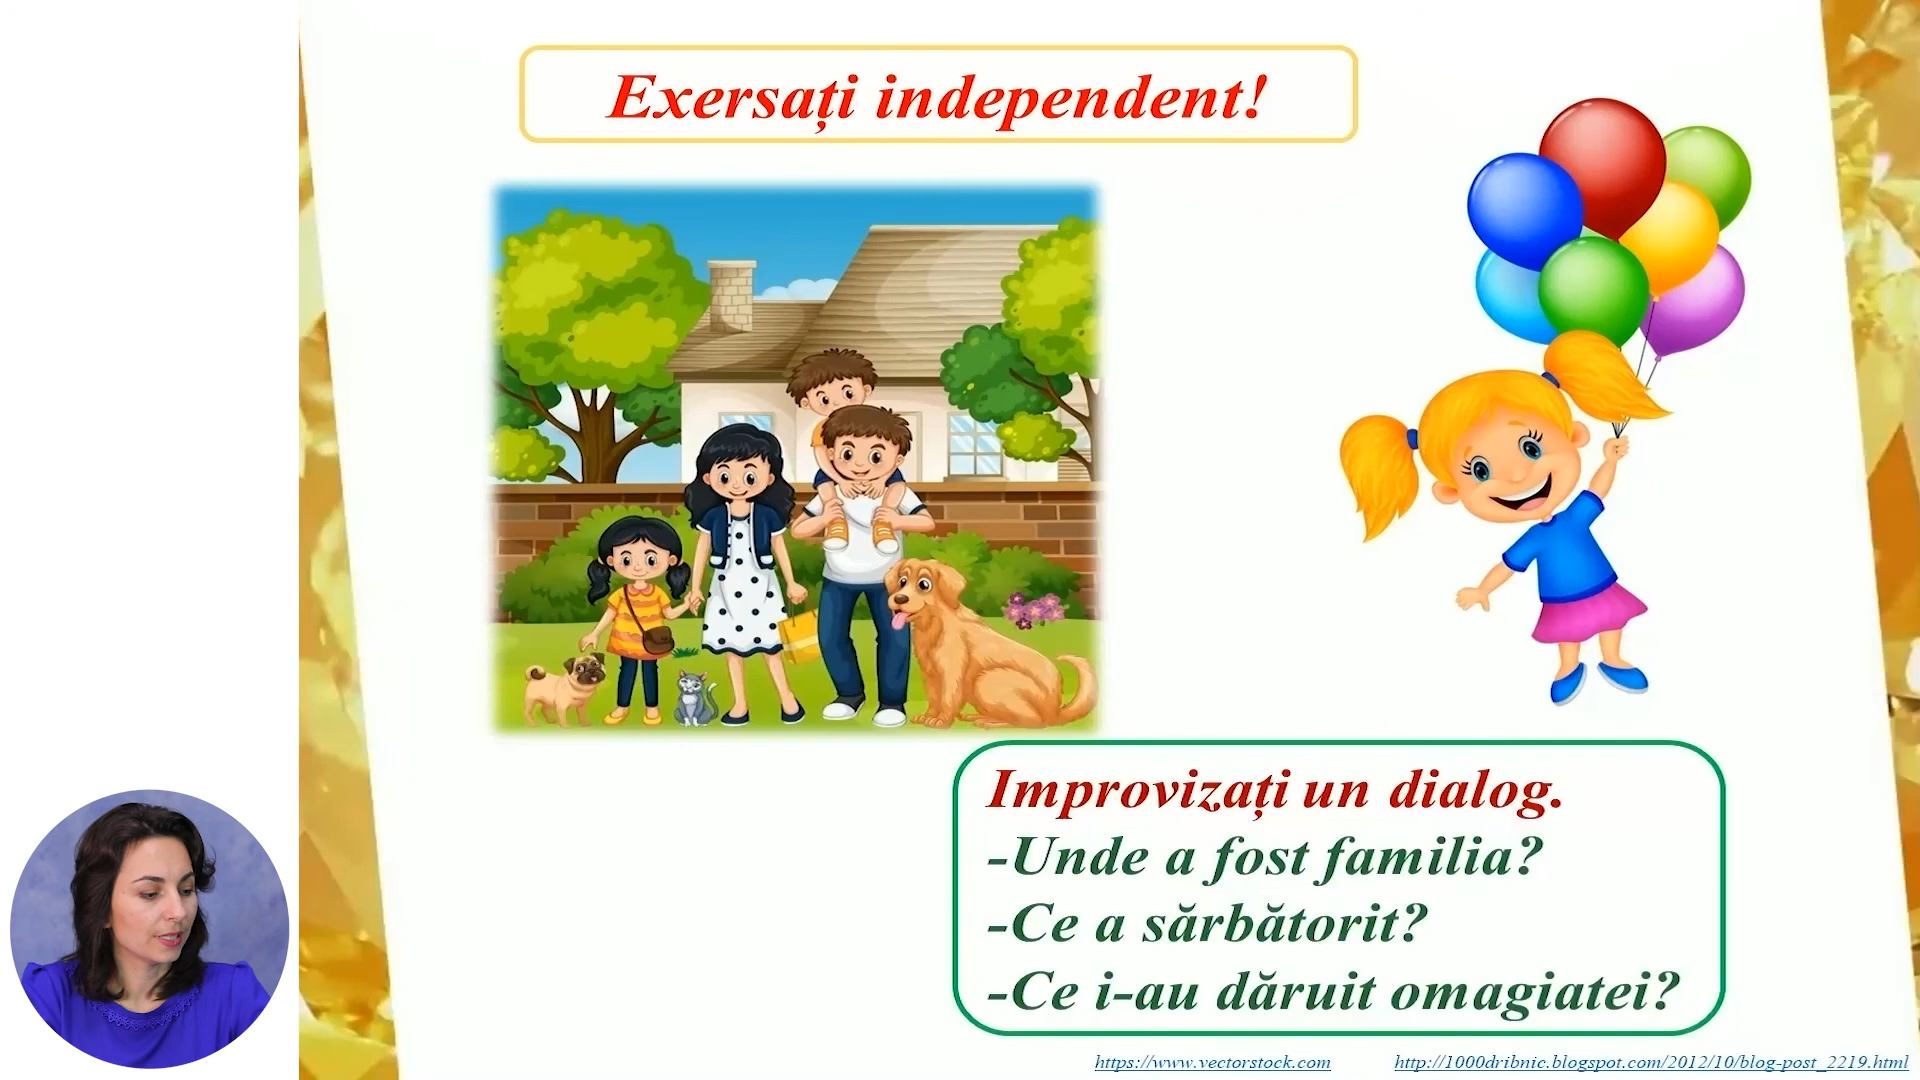 Exersați independent!
Improvizați un dialog.
-Unde a fost familia?
-Ce a sărbătorit?
-Ce i-au dăruit omagiatei?
https://www.vectorstock.com
http://1000dribnic.blogspot.com/2012/10/blog-post_2219.html